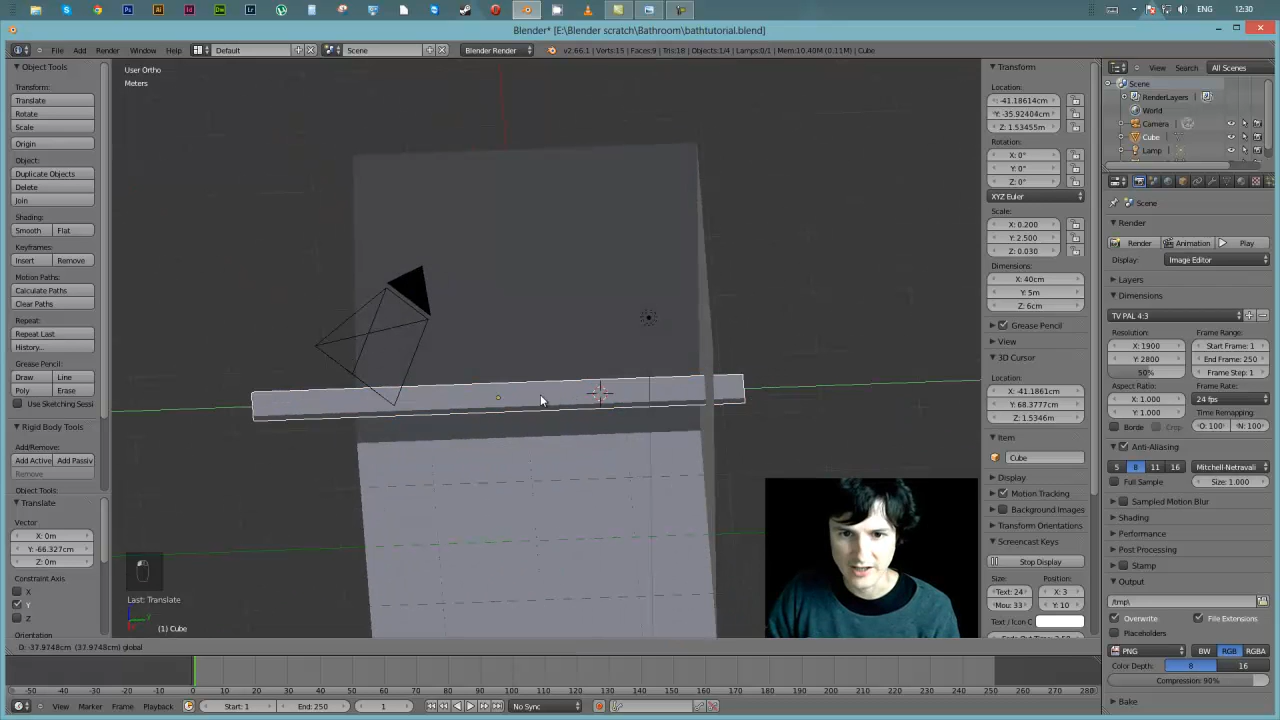 12:30
ENG
Blender* [E:\Blender scratch\Bathroom\bathtutorial.blend]
File Add Render Window Help
Default
Scene
Blender Render
v2.66.1 | Verts:15 | Faces:9 | Tris:18 | Objects:1/4 | Lamps:0/1 | Mem:10.40M (0.11M) | Cube
Object Tools
Transform:
Translate
Rotate
Scale
Origin
Object:
Duplicate Objects
Delete
Join
Shading:
Smooth Flat
Keyframes:
Insert Remove
Motion Paths:
Calculate Paths
Clear Paths
Repeat:
Repeat Last
History...
Grease Pencil:
Draw Line
Poly Erase
Use Sketching Sessi
Rigid Body Tools
Add/Remove:
Add Active Add Passiv
Remove
Object Tools:
Translate
Vector
X: 0m
Y: -66.327cm
Z: 0m
Constraint Axis
X
Y
Z
Orientation
User Ortho
Meters
Last: Translate
(1) Cube
D: -37.9748cm (37.9748cm) global
Transform
Location:
X: -41.18614cm
Y: -35.92404cm
Z: 1.53455m
Rotation:
X: 0°
Y: 0°
Z: 0°
XYZ Euler
Scale:
X: 0.200
Y: 2.500
Z: 0.030
Dimensions:
X: 40cm
Y: 5m
Z: 6cm
Grease Pencil
View
3D Cursor
Location:
X: -41.1861cm
Y: 68.3777cm
Z: 1.5346m
Item
Cube
Display
Motion Tracking
Background Images
Transform Orientations
Screencast Keys
Stop Display
Size: Position:
Text: 24 X: 3
Mou: 33 Y: 10
Text / Icon C
View Search All Scenes
Scene
RenderLayers
World
Camera
Cube
Lamp
Scene
Render
Render Animation Play
Display: Image Editor
Layers
Dimensions
TV PAL 4:3
Resolution: Frame Range:
X: 1900 Start Frame: 1
Y: 2800 End Frame: 250
50% Frame Step: 1
Aspect Ratio: Frame Rate:
X: 1.000 24 fps
Y: 1.000 Time Remapping
Borde Crop O: 100 N: 100
Anti-Aliasing
5 8 11 16 Mitchell-Netravali
Full Sample Size: 1.000
Sampled Motion Blur
Shading
Performance
Post Processing
Stamp
Output
/tmp\
Overwrite File Extensions
Placeholders
PNG BW RGB RGBA
Color Depth: 8 16
Compression: 90%
Bake
-50 -40 -30 -20 -10 0 10 20 30 40 50 60 70 80 90 100 110 120 130 140 150 160 170 180 190 200 210 220 230 240 250 260 270 280
View Marker Frame Playback Start: 1 End: 250 1 No Sync